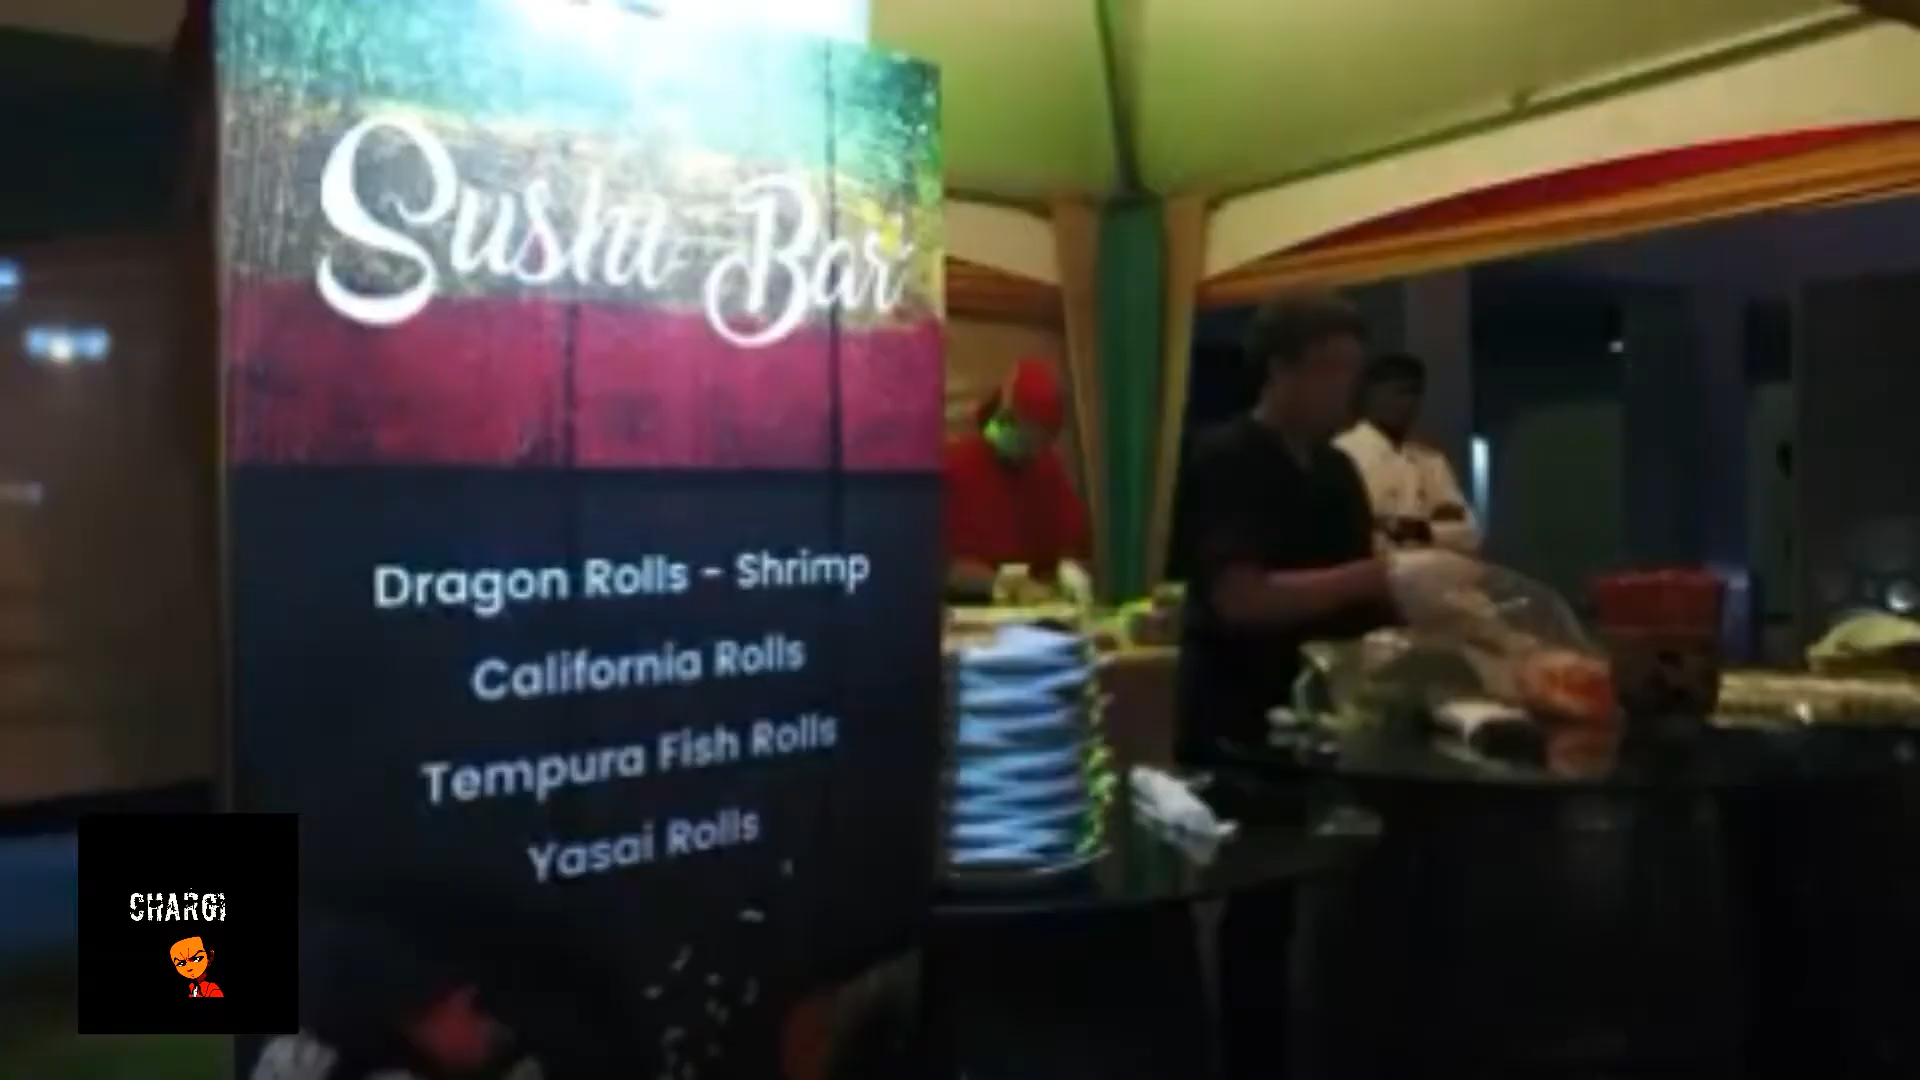 Sushi Bar
Dragon Rolls - Shrimp
California Rolls
Tempura Fish Rolls
Yasai Rolls
CHARGI